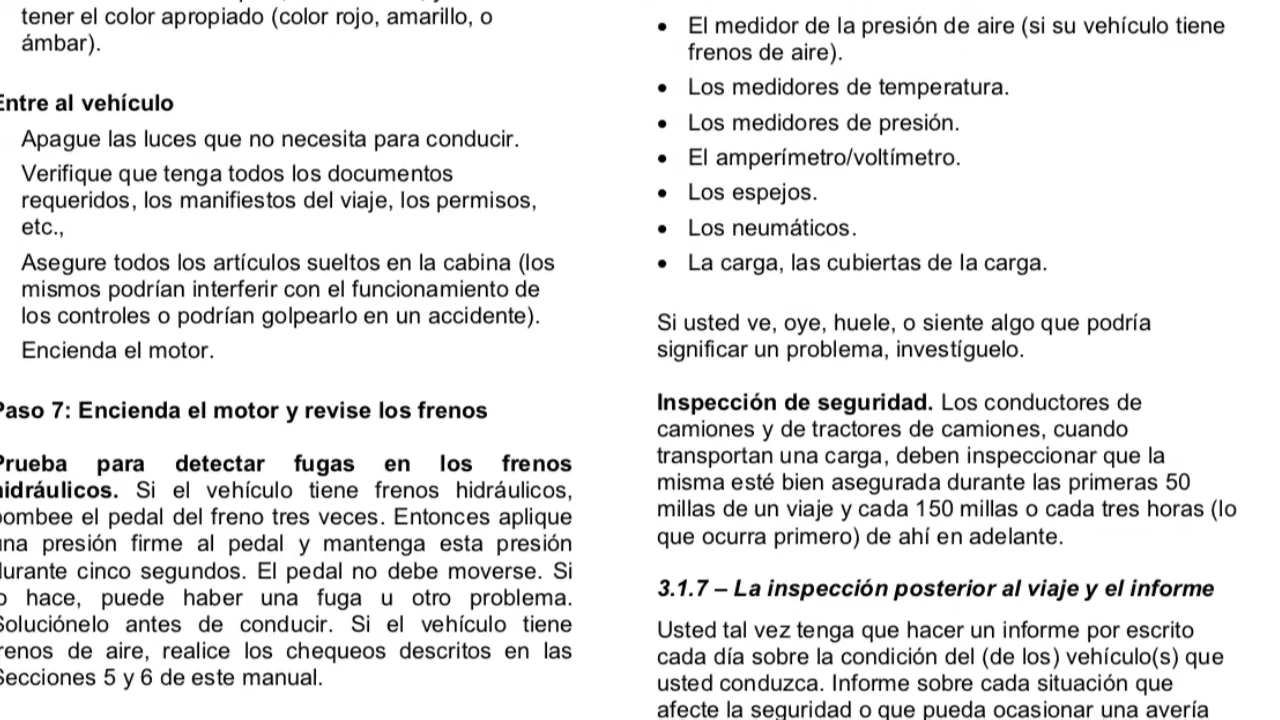 tener el color apropiado (color rojo, amarillo, o
ámbar).
Entre al vehículo
Apague las luces que no necesita para conducir.
Verifique que tenga todos los documentos
requeridos, los manifiestos del viaje, los permisos,
etc.,
Asegure todos los artículos sueltos en la cabina (los
mismos podrían interferir con el funcionamiento de
los controles o podrían golpearlo en un accidente).
Encienda el motor.
Paso 7: Encienda el motor y revise los frenos
Prueba para detectar fugas en los frenos
hidráulicos. Si el vehículo tiene frenos hidráulicos,
bombee el pedal del freno tres veces. Entonces aplique
una presión firme al pedal y mantenga esta presión
durante cinco segundos. El pedal no debe moverse. Si
lo hace, puede haber una fuga u otro problema.
Soluciónelo antes de conducir. Si el vehículo tiene
frenos de aire, realice los chequeos descritos en las
Secciones 5 y 6 de este manual.
• El medidor de la presión de aire (si su vehículo tiene
frenos de aire).
• Los medidores de temperatura.
• Los medidores de presión.
• El amperímetro/voltímetro.
• Los espejos.
• Los neumáticos.
• La carga, las cubiertas de la carga.
Si usted ve, oye, huele, o siente algo que podría
significar un problema, investíguelo.
Inspección de seguridad. Los conductores de
camiones y de tractores de camiones, cuando
transportan una carga, deben inspeccionar que la
misma esté bien asegurada durante las primeras 50
millas de un viaje y cada 150 millas o cada tres horas (lo
que ocurra primero) de ahí en adelante.
3.1.7 – La inspección posterior al viaje y el informe
Usted tal vez tenga que hacer un informe por escrito
cada día sobre la condición del (de los) vehículo(s) que
usted conduzca. Informe sobre cada situación que
afecte la seguridad o que pueda ocasionar una avería